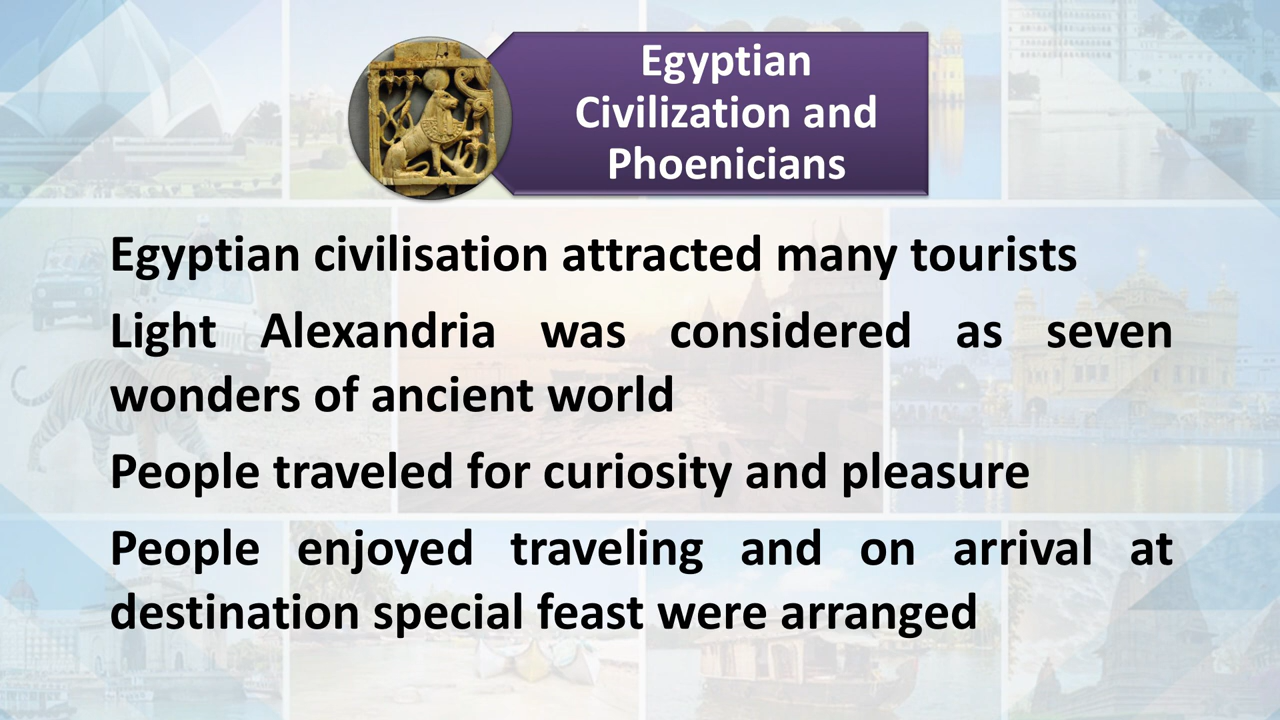 Egyptian
Civilization and
Phoenicians
Egyptian civilisation attracted many tourists
Light Alexandria was considered as seven
wonders of ancient world
People traveled for curiosity and pleasure
People enjoyed traveling and on arrival at
destination special feast were arranged